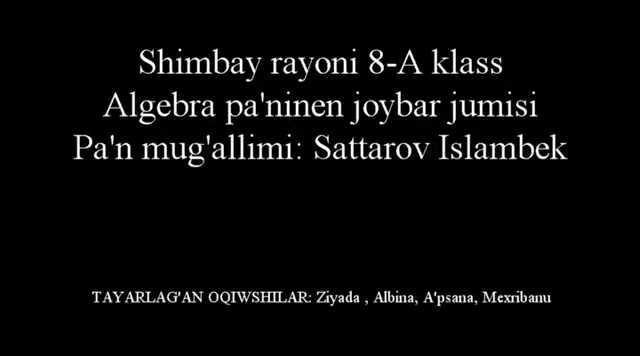 Shimbay rayoni 8-A klass
Algebra pa'ninen joybar jumisi
Pa'n mug'allimi: Sattarov Islambek
TAYARLAG'AN OQIWSHILAR: Ziyada , Albina, A'psana, Mexribanu